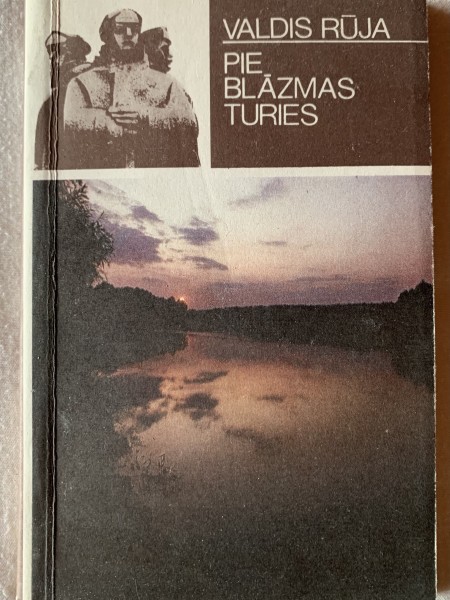 VALDIS RŪJA
PIE
BLĀZMAS
TURIES